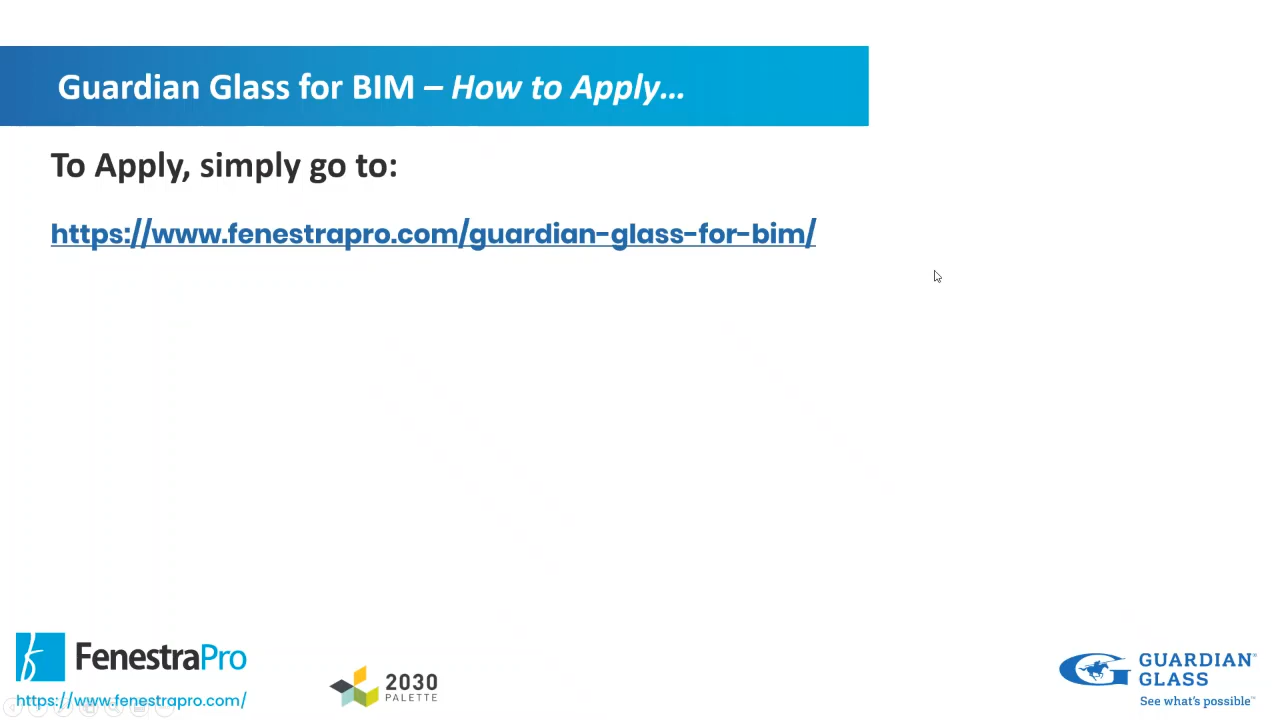 Guardian Glass for BIM – How to Apply...
To Apply, simply go to:
https://www.fenestrapro.com/guardian-glass-for-bim/
FenestraPro
https://www.fenestrapro.com/
2030
PALETTE
GUARDIAN®
GLASS
See what's possible™